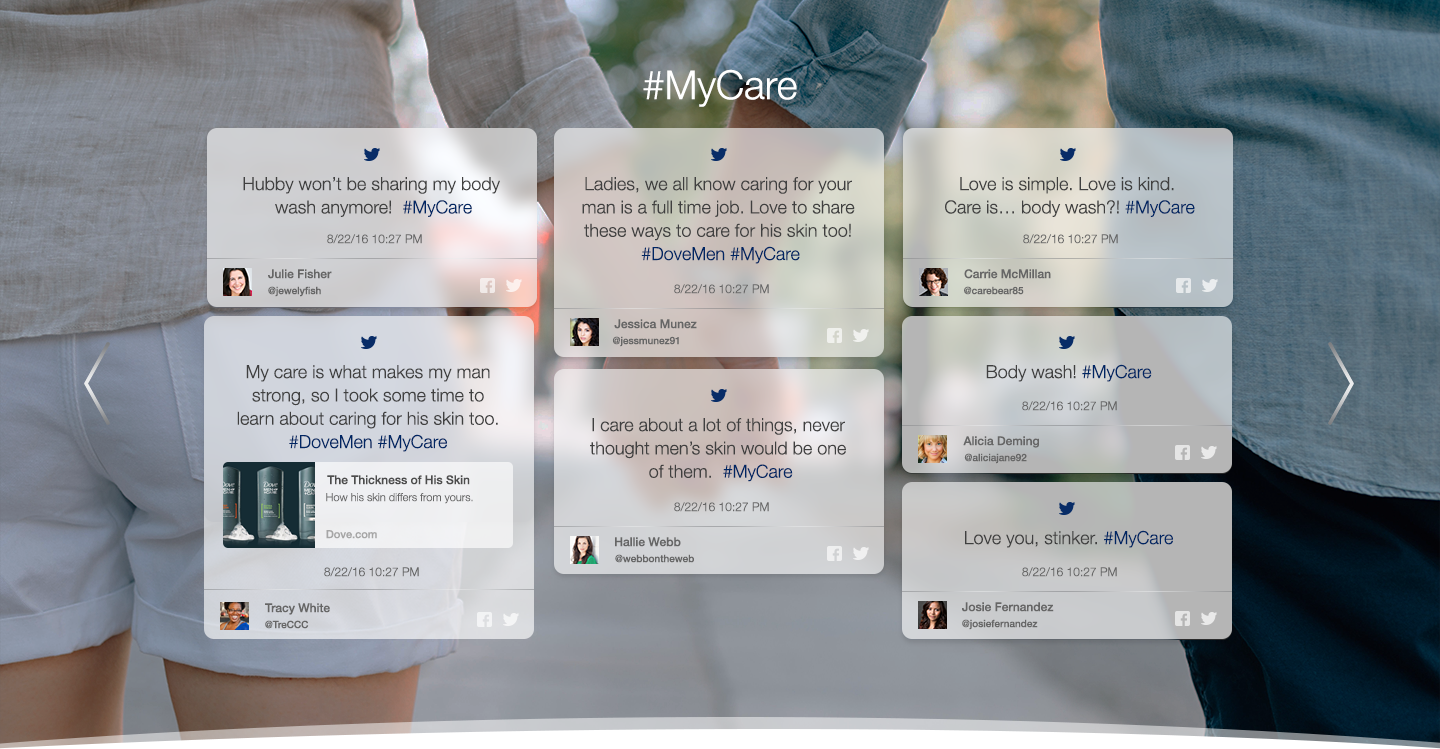 #MyCare
Hubby won’t be sharing my body
wash anymore! #MyCare
8/22/16 10:27 PM
Julie Fisher
@jewelyfish
My care is what makes my man
strong, so I took some time to
learn about caring for his skin too.
#DoveMen #MyCare
Dove
The Thickness of His Skin
How his skin differs from yours.
Dove.com
8/22/16 10:27 PM
Tracy White
@TreCCC
Ladies, we all know caring for your
man is a full time job. Love to share
these ways to care for his skin too!
#DoveMen #MyCare
8/22/16 10:27 PM
Jessica Munez
@jessmunez91
I care about a lot of things, never
thought men’s skin would be one
of them. #MyCare
8/22/16 10:27 PM
Hallie Webb
@webbontheweb
Love is simple. Love is kind.
Care is… body wash?! #MyCare
8/22/16 10:27 PM
Carrie McMillan
@carebear85
Body wash! #MyCare
8/22/16 10:27 PM
Alicia Deming
@aliciajane92
Love you, stinker. #MyCare
8/22/16 10:27 PM
Josie Fernandez
@josiefernandez